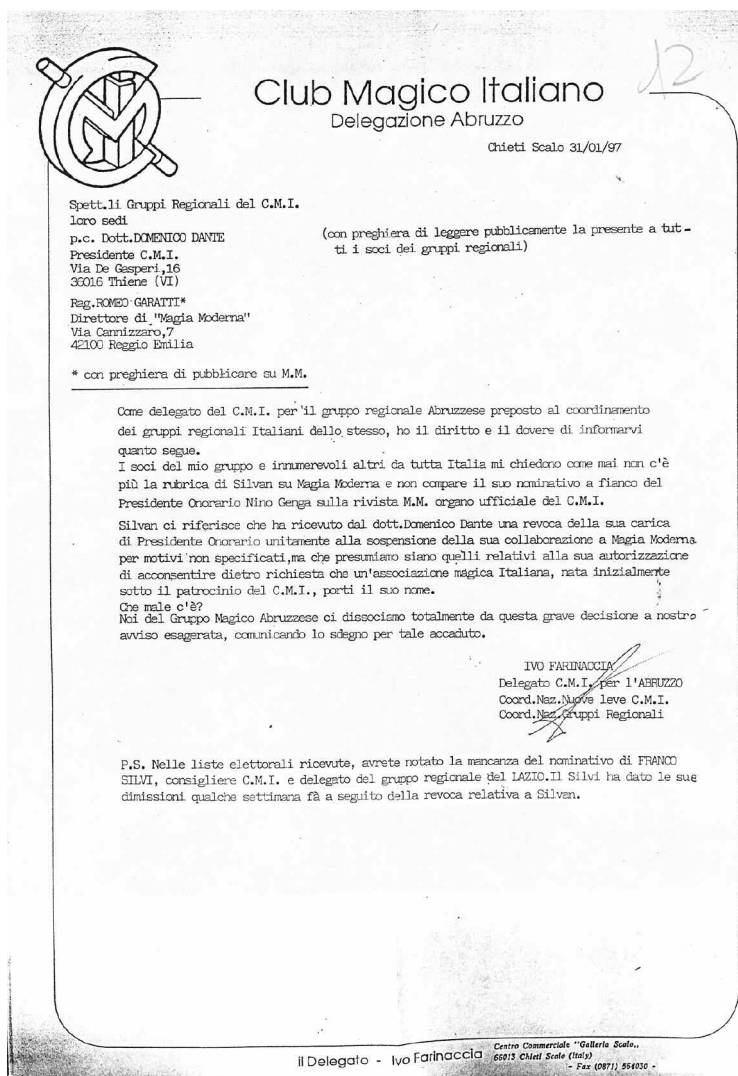 12
Club Magico Italiano
Delegazione Abruzzo
Chieti Scalo 31/01/97
Spett.li Gruppi Regionali del C.M.I.
loro sedi
p.c. Dott.DOMENICO DANTE
Presidente C.M.I.
Via De Gasperi,16
36016 Thiene (VI)
(con preghiera di leggere pubblicamente la presente a tut-
ti i soci dei gruppi regionali)
Rag.ROMEO GARATTI*
Direttore di "Magia Moderna"
Via Cannizzaro,7
42100 Reggio Emilia
* con preghiera di pubblicare su M.M.
Come delegato del C.M.I. per il gruppo regionale Abruzzese preposto al coordinamento
dei gruppi regionali Italiani dello stesso, ho il diritto e il dovere di informarvi
quanto segue.
I soci del mio gruppo e innumerevoli altri da tutta Italia mi chiedono come mai non c'è
più la rubrica di Silvan su Magia Moderna e non compare il suo nominativo a fianco del
Presidente Onorario Nino Genga sulla rivista M.M. organo ufficiale del C.M.I.
Silvan ci riferisce che ha ricevuto dal dott.Domenico Dante una revoca della sua carica
di Presidente Onorario unitamente alla sospensione della sua collaborazione a Magia Moderna
per motivi non specificati,ma che presumiamo siano quelli relativi alla sua autorizzazione
di acconsentire dietro richiesta che un'associazione magica Italiana, nata inizialmente
sotto il patrocinio del C.M.I., porti il suo nome.
Che male c'è?
Noi del Gruppo Magico Abruzzese ci dissociamo totalmente da questa grave decisione a nostro
avviso esagerata, comunicando lo sdegno per tale accaduto.
IVO FARINACCIA
Delegato C.M.I. per l'ABRUZZO
Coord.Naz.Nuove leve C.M.I.
Coord.Naz.Gruppi Regionali
P.S. Nelle liste elettorali ricevute, avrete notato la mancanza del nominativo di FRANCO
SILVI, consigliere C.M.I. e delegato del gruppo regionale del LAZIO.Il Silvi ha dato le sue
dimissioni qualche settimana fà a seguito della revoca relativa a Silvan.
il Delegato - Ivo Farinaccia
Centro Commerciale "Galleria Scalo„
66013 Chieti Scalo (Italy)
- Fax (0871) 561030 -